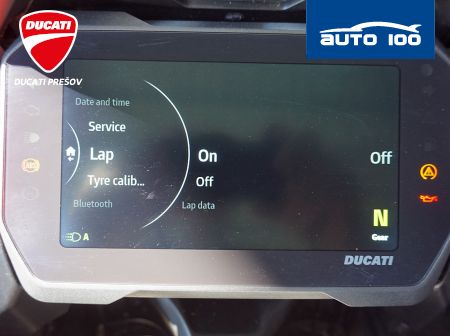 DUCATI
DUCATI PREŠOV
AUTO 100
Date and time
Service
Lap
Tyre calib...
Bluetooth
On
Off
Lap data
Off
N
Gear
A
ABS
DUCATI